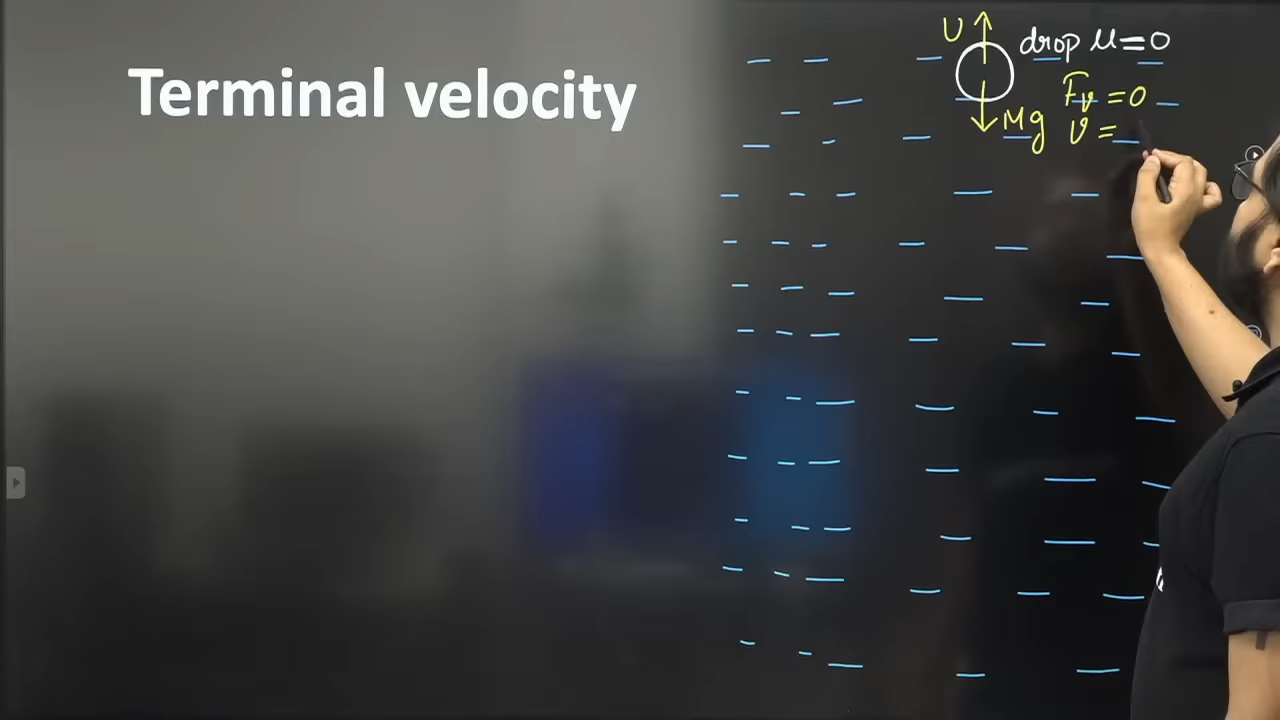 Terminal velocity
U
drop u=0
Fv =0
Mg
v =